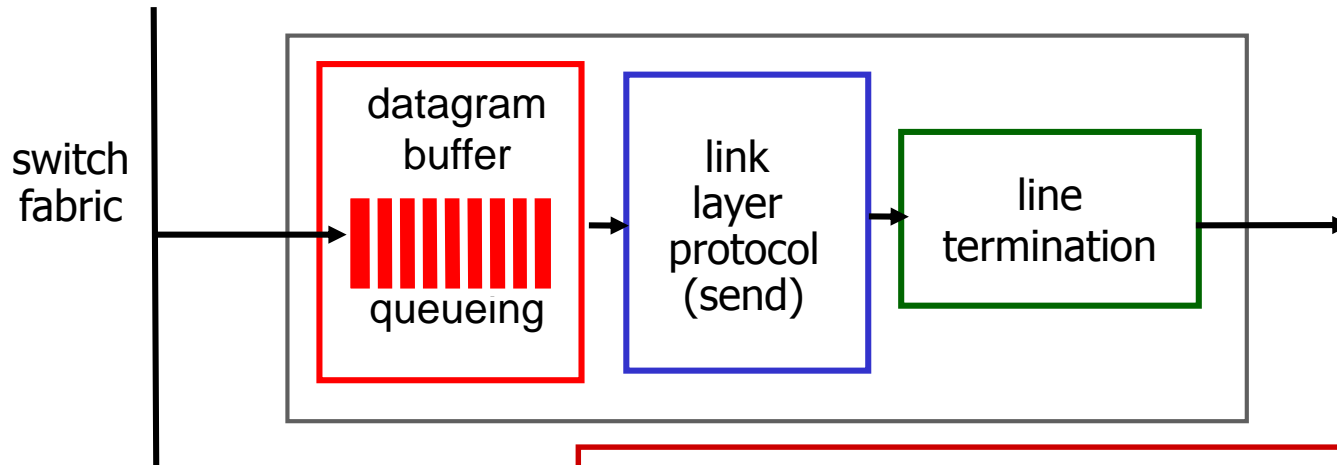 switch
fabric
datagram
buffer
queueing
link
layer
protocol
(send)
line
termination